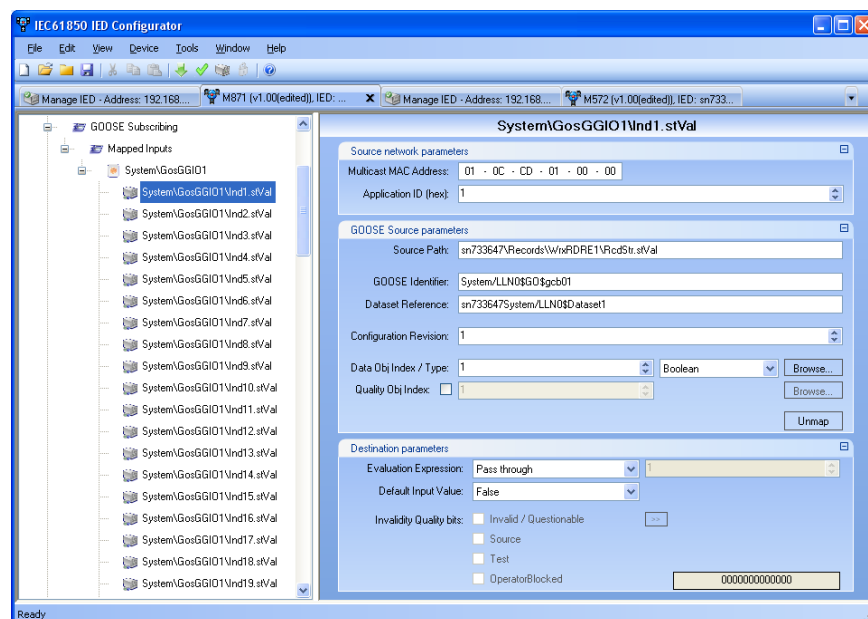 IEC61850 IED Configurator
File Edit View Device Tools Window Help
Manage IED - Address: 192.168.... M871 (v1.00(edited)), IED: ... X Manage IED - Address: 192.168.... M572 (v1.00(edited)), IED: sn733...
GOOSE Subscribing
Mapped Inputs
System\GosGGIO1
System\GosGGIO1\Ind1.stVal
System\GosGGIO1\Ind2.stVal
System\GosGGIO1\Ind3.stVal
System\GosGGIO1\Ind4.stVal
System\GosGGIO1\Ind5.stVal
System\GosGGIO1\Ind6.stVal
System\GosGGIO1\Ind7.stVal
System\GosGGIO1\Ind8.stVal
System\GosGGIO1\Ind9.stVal
System\GosGGIO1\Ind10.stVal
System\GosGGIO1\Ind11.stVal
System\GosGGIO1\Ind12.stVal
System\GosGGIO1\Ind13.stVal
System\GosGGIO1\Ind14.stVal
System\GosGGIO1\Ind15.stVal
System\GosGGIO1\Ind16.stVal
System\GosGGIO1\Ind17.stVal
System\GosGGIO1\Ind18.stVal
System\GosGGIO1\Ind19.stVal
System\GosGGIO1\Ind1.stVal
Source network parameters
Multicast MAC Address: 01 - 0C - CD - 01 - 00 - 00
Application ID (hex): 1
GOOSE Source parameters
Source Path: sn733647\Records\WrxRDRE1\RcdStr.stVal
GOOSE Identifier: System/LLN0$GO$gcb01
Dataset Reference: sn733647System/LLN0$Dataset1
Configuration Revision: 1
Data Obj Index / Type: 1 Boolean Browse...
Quality Obj Index: 1 Browse...
Unmap
Destination parameters
Evaluation Expression: Pass through 1
Default Input Value: False
Invalidity Quality bits: Invalid / Questionable >>
Source
Test
OperatorBlocked 0000000000000
Ready